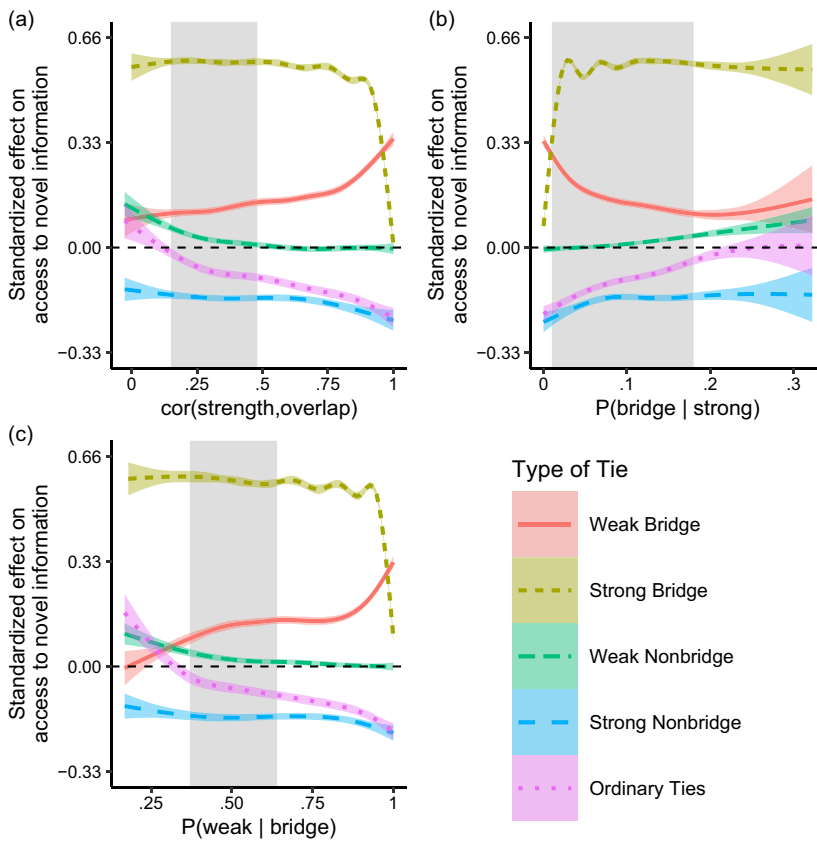 (a)
Standardized effect on
access to novel information
0.66
0.33
0.00
−0.33
0
.25
.5
.75
1
cor(strength,overlap)
(b)
Standardized effect on
access to novel information
0.66
0.33
0.00
−0.33
0
.1
.2
.3
P(bridge | strong)
(c)
Standardized effect on
access to novel information
0.66
0.33
0.00
−0.33
.25
.50
.75
1
P(weak | bridge)
Type of Tie
Weak Bridge
Strong Bridge
Weak Nonbridge
Strong Nonbridge
Ordinary Ties